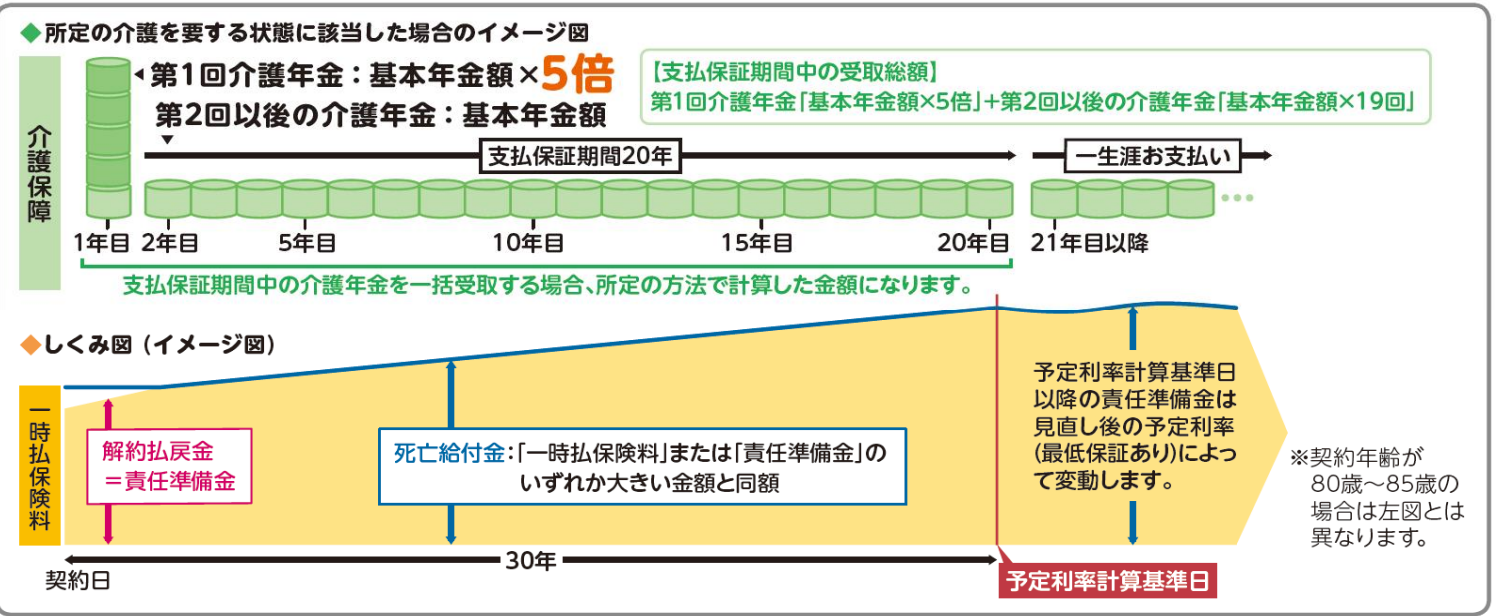 ◆所定の介護を要する状態に該当した場合のイメージ図
介護保障
第1回介護年金：基本年金額×5倍
第2回以後の介護年金：基本年金額
【支払保証期間中の受取総額】
第1回介護年金「基本年金額×5倍」+第2回以後の介護年金「基本年金額×19回」
支払保証期間20年
一生涯お支払い
1年目 2年目 5年目 10年目 15年目 20年目 21年目以降
支払保証期間中の介護年金を一括受取する場合、所定の方法で計算した金額になります。
◆しくみ図（イメージ図）
一時払保険料
解約払戻金
＝責任準備金
死亡給付金：「一時払保険料」または「責任準備金」の
いずれか大きい金額と同額
予定利率計算基準日
以降の責任準備金は
見直し後の予定利率
(最低保証あり)によっ
て変動します。
※契約年齢が
80歳～85歳の
場合は左図とは
異なります。
30年
契約日
予定利率計算基準日